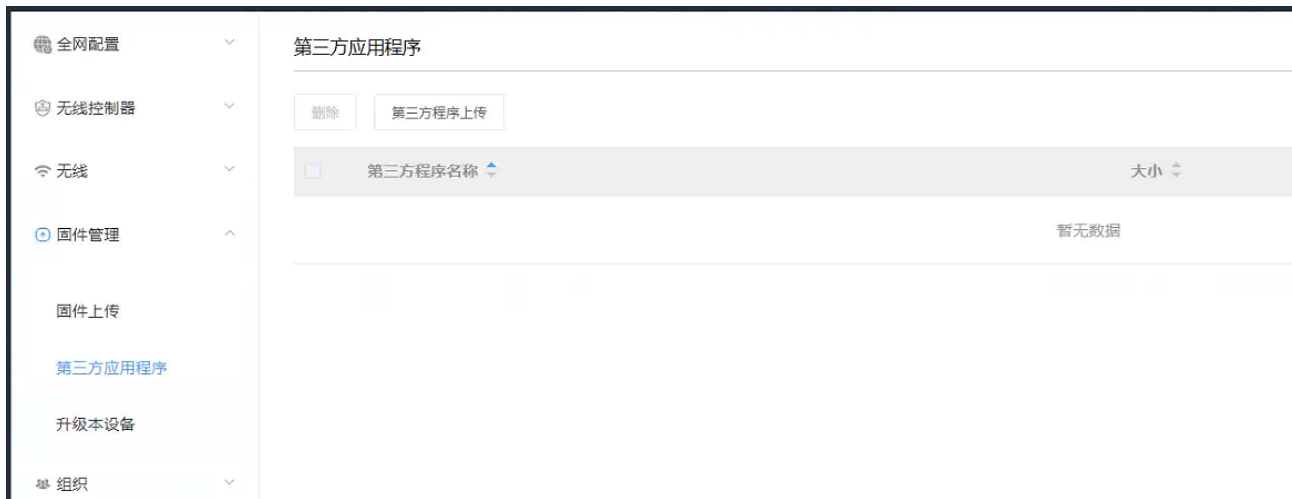 全网配置
无线控制器
无线
固件管理
固件上传
第三方应用程序
升级本设备
组织
第三方应用程序
删除
第三方程序上传
第三方程序名称
大小
暂无数据